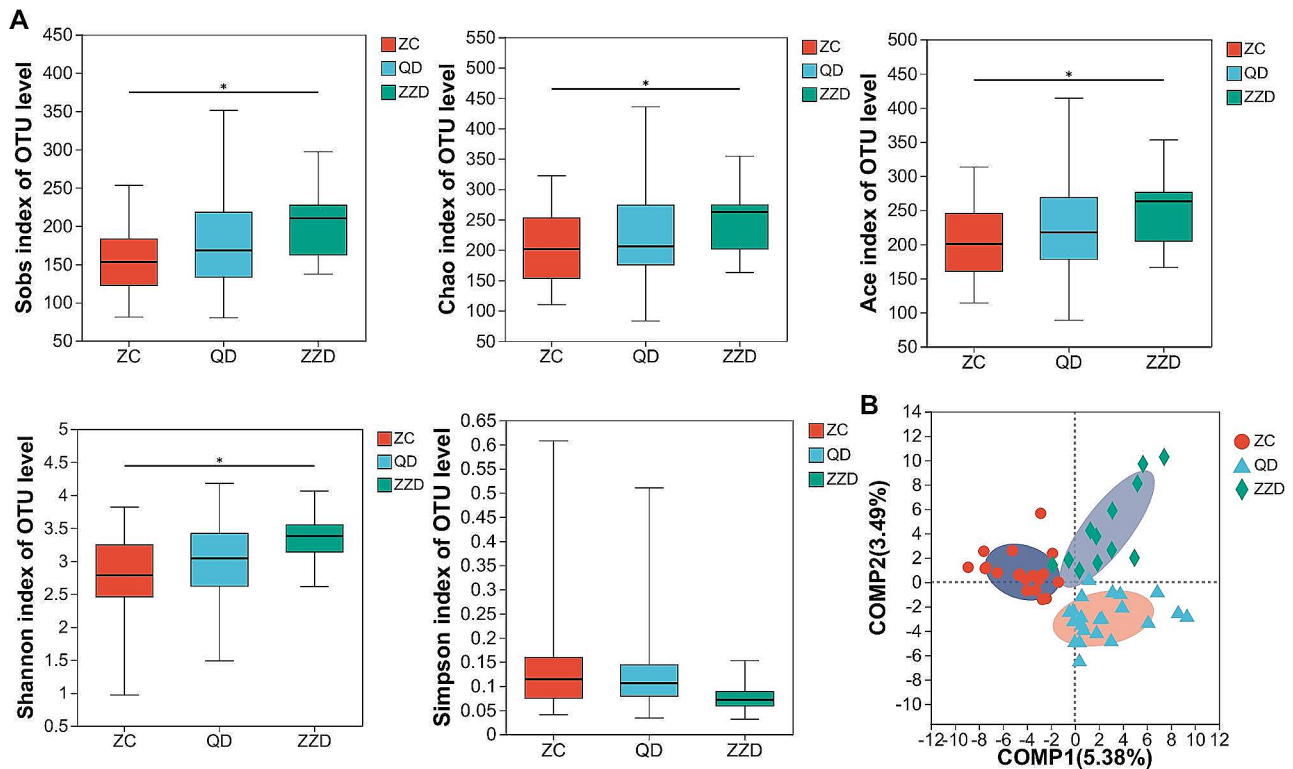 A
Sobs index of OTU level
450
400
350
300
250
200
150
100
50
*
ZC
QD
ZZD
ZC
QD
ZZD
Chao index of OTU level
550
500
450
400
350
300
250
200
150
100
50
*
ZC
QD
ZZD
ZC
QD
ZZD
Ace index of OTU level
500
450
400
350
300
250
200
150
100
50
*
ZC
QD
ZZD
ZC
QD
ZZD
Shannon index of OTU level
5
4.5
4
3.5
3
2.5
2
1.5
1
0.5
*
ZC
QD
ZZD
ZC
QD
ZZD
Simpson index of OTU level
0.65
0.6
0.55
0.5
0.45
0.4
0.35
0.3
0.25
0.2
0.15
0.1
0.05
0
ZC
QD
ZZD
ZC
QD
ZZD
B
COMP2(3.49%)
14
12
10
8
6
4
2
0
-2
-4
-6
-8
-10
-12 -10 -8 -6 -4 -2 0 2 4 6 8 10 12
COMP1(5.38%)
ZC
QD
ZZD